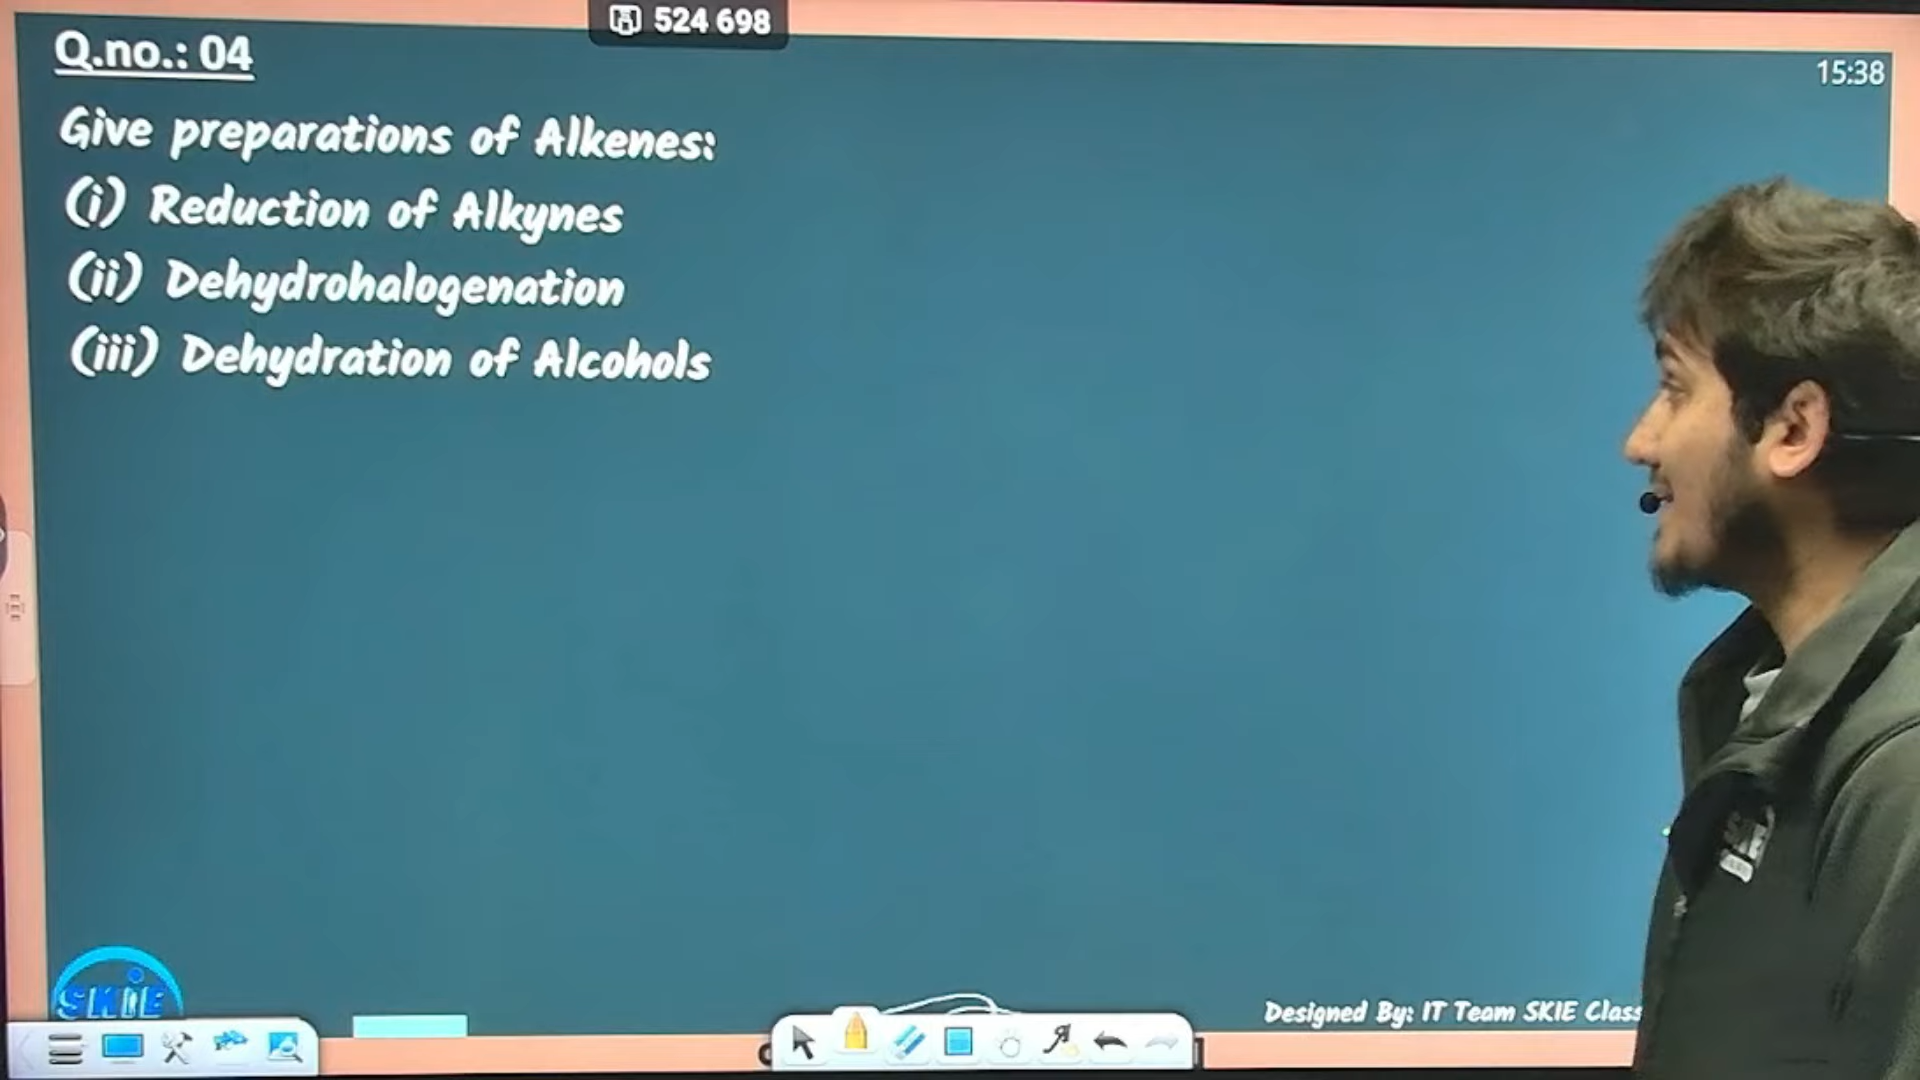 524 698
Q.no.: 04
15:38
Give preparations of Alkenes:
(i) Reduction of Alkynes
(ii) Dehydrohalogenation
(iii) Dehydration of Alcohols
SKIE
Designed By: IT Team SKIE Class